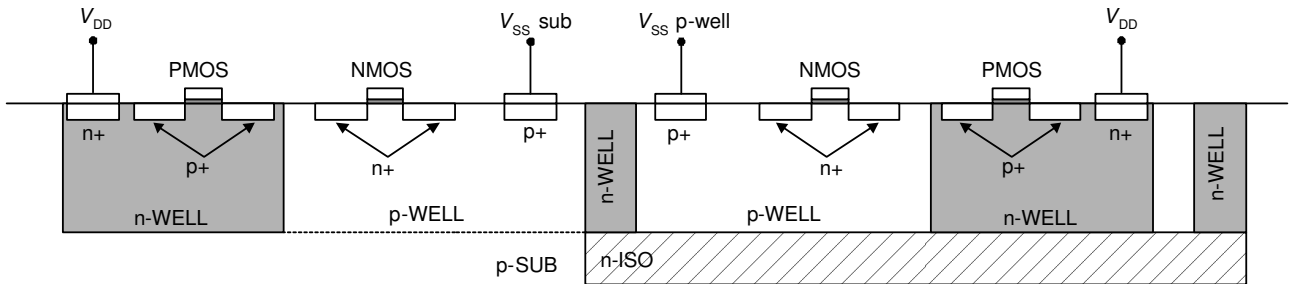 VDD
VSS sub
VSS p-well
VDD
PMOS
NMOS
NMOS
PMOS
n+
p+
p+
n+
p+
n+
n+
p+
n-WELL
n-WELL
n-WELL
p-WELL
p-WELL
n-WELL
p-SUB
n-ISO